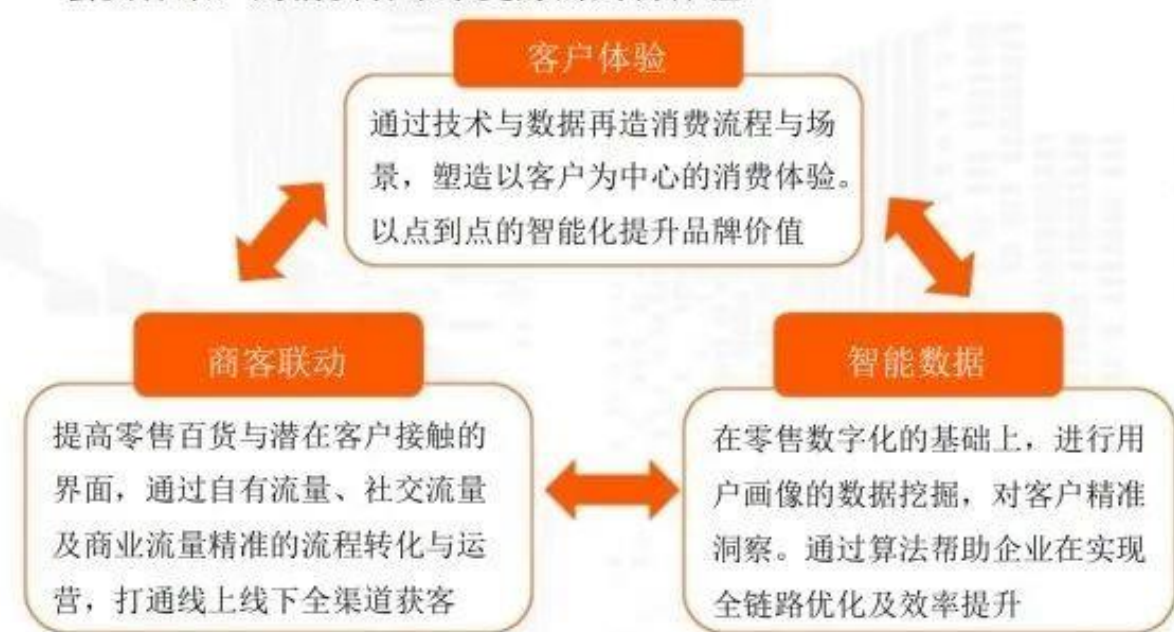 客户体验
通过技术与数据再造消费流程与场
景，塑造以客户为中心的消费体验。
以点到点的智能化提升品牌价值
商客联动
提高零售百货与潜在客户接触的
界面，通过自有流量、社交流量
及商业流量精准的流程转化与运
营，打通线上线下全渠道获客
智能数据
在零售数字化的基础上，进行用
户画像的数据挖掘，对客户精准
洞察。通过算法帮助企业在实现
全链路优化及效率提升